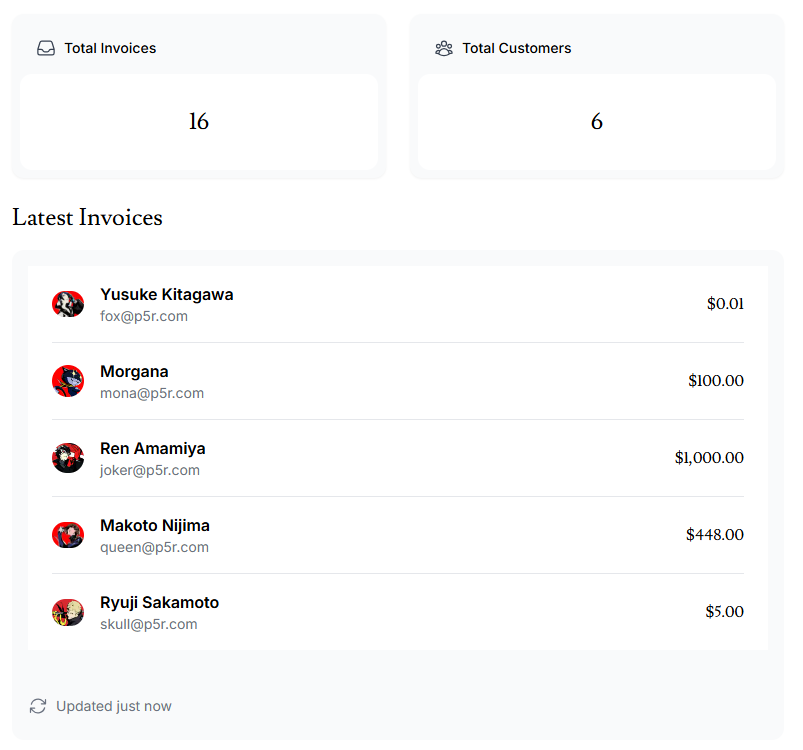 Total Invoices
Total Customers
16
6
Latest Invoices
Yusuke Kitagawa
fox@p5r.com
$0.01
Morgana
mona@p5r.com
$100.00
Ren Amamiya
joker@p5r.com
$1,000.00
Makoto Nijima
queen@p5r.com
$448.00
Ryuji Sakamoto
skull@p5r.com
$5.00
Updated just now